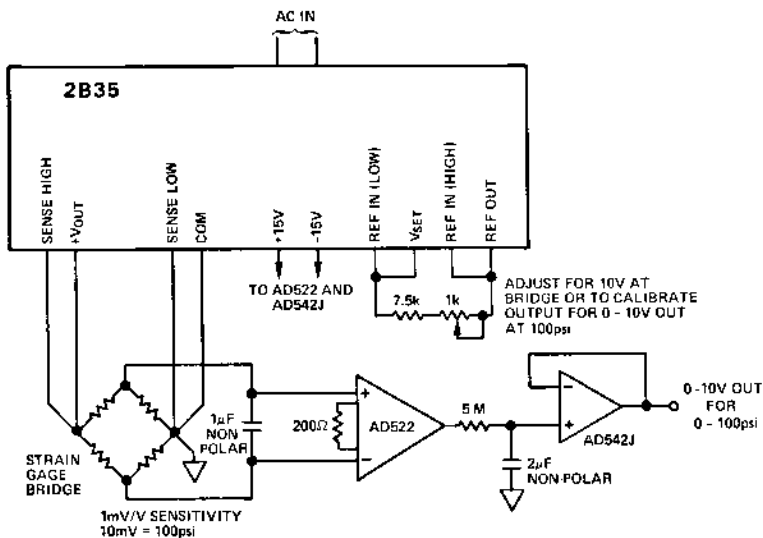 AC IN
2B35
SENSE HIGH
+VOUT
SENSE LOW
COM
+15V
-15V
REF IN (LOW)
VSET
REF IN (HIGH)
REF OUT
TO AD522 AND
AD542J
7.5k
1k
ADJUST FOR 10V AT
BRIDGE OR TO CALIBRATE
OUTPUT FOR 0 - 10V OUT
AT 100psi
STRAIN
GAGE
BRIDGE
1μF
NON
POLAR
200Ω
+
-
AD522
5 M
2μF
NON-POLAR
-
+
AD542J
0-10V OUT
FOR
0 - 100psi
1mV/V SENSITIVITY
10mV = 100psi